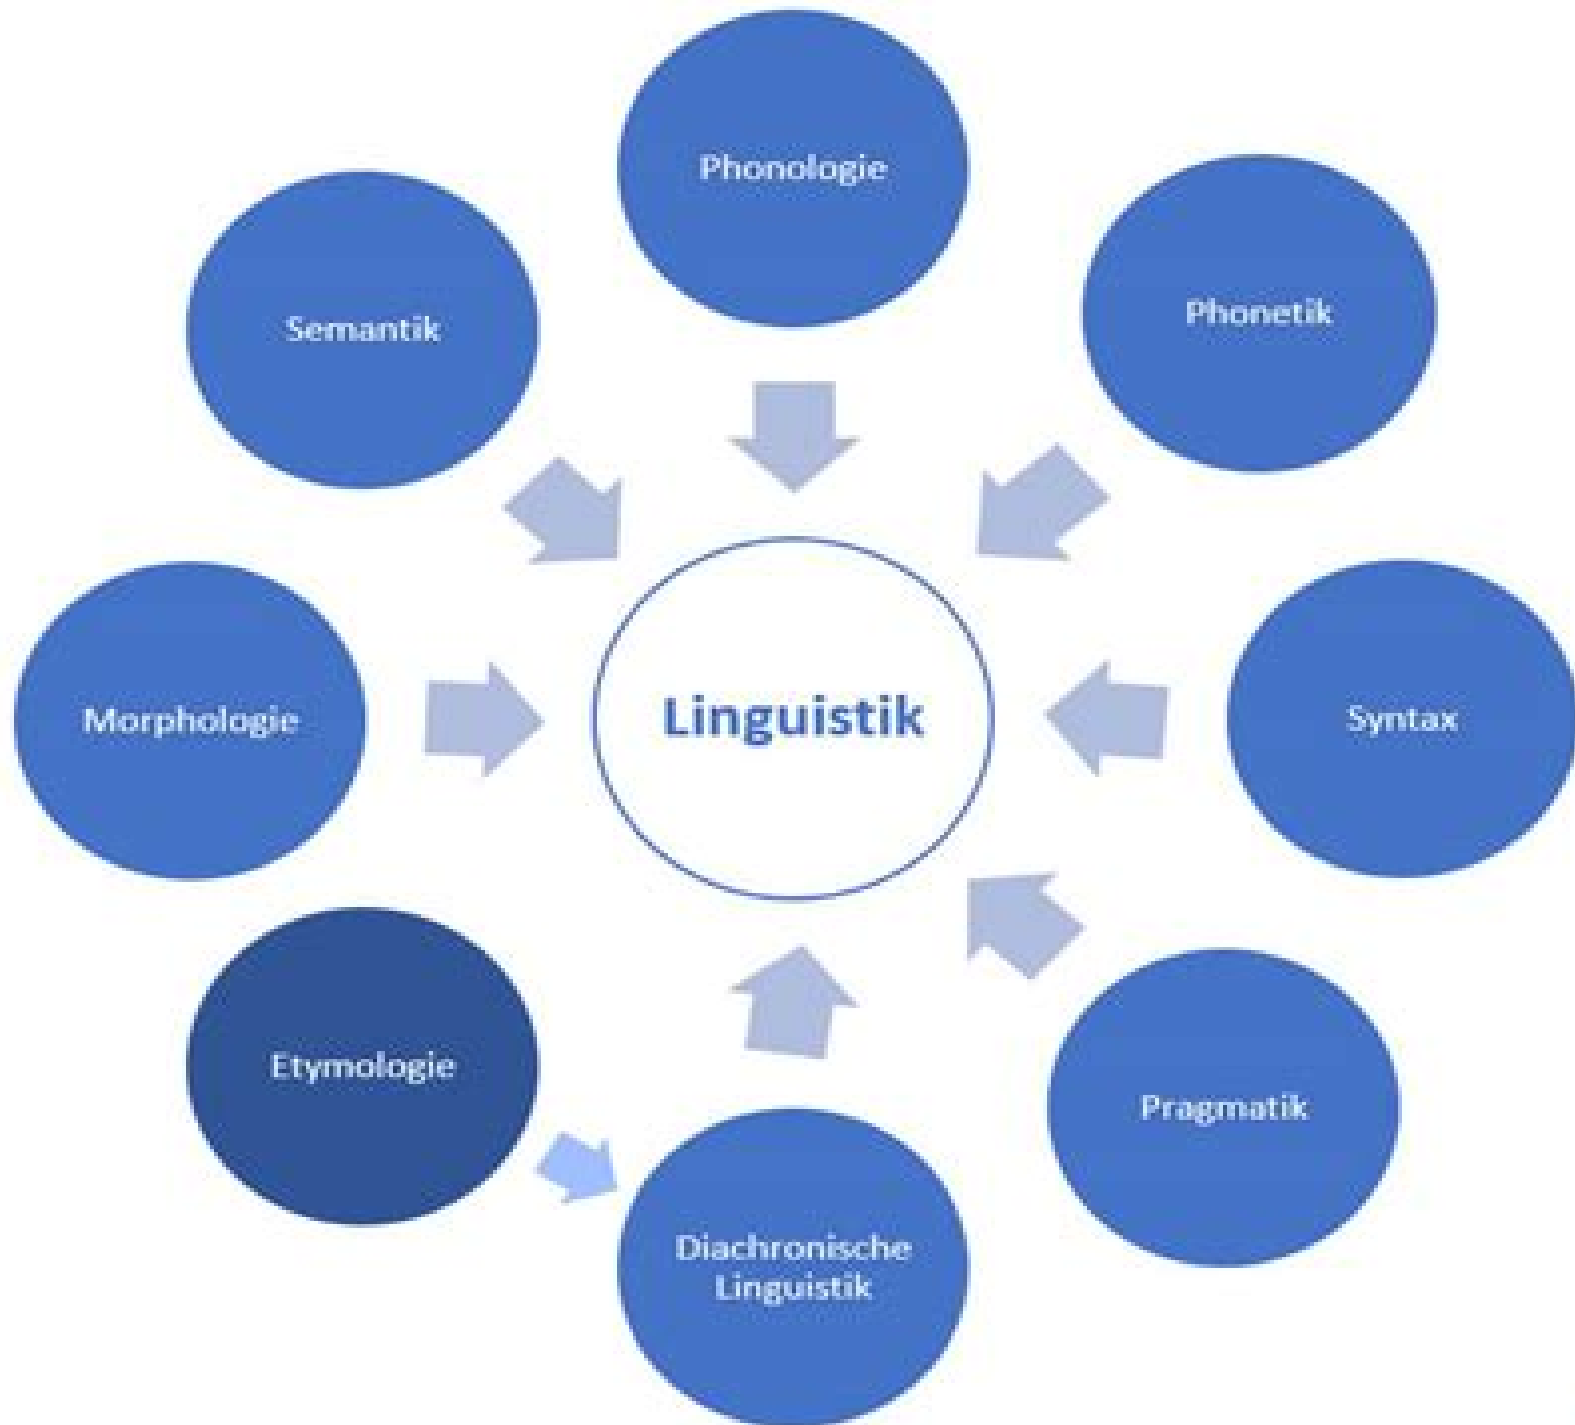 Phonologie
Phonetik
Semantik
Linguistik
Morphologie
Syntax
Etymologie
Pragmatik
Diachronische
Linguistik